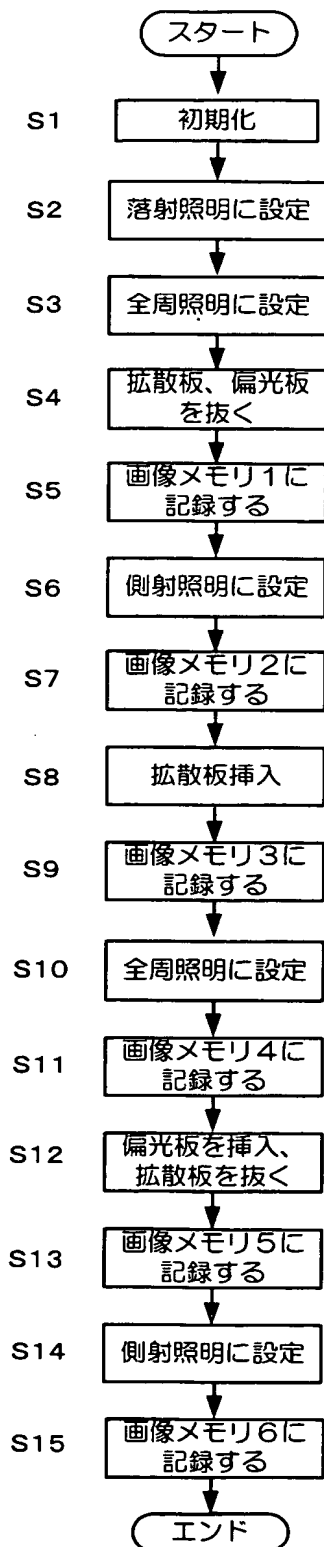 スタート
S1
初期化
S2
落射照明に設定
S3
全周照明に設定
S4
拡散板、偏光板
を抜く
S5
画像メモリ１に
記録する
S6
側射照明に設定
S7
画像メモリ２に
記録する
S8
拡散板挿入
S9
画像メモリ３に
記録する
S10
全周照明に設定
S11
画像メモリ４に
記録する
S12
偏光板を挿入、
拡散板を抜く
S13
画像メモリ５に
記録する
S14
側射照明に設定
S15
画像メモリ６に
記録する
エンド